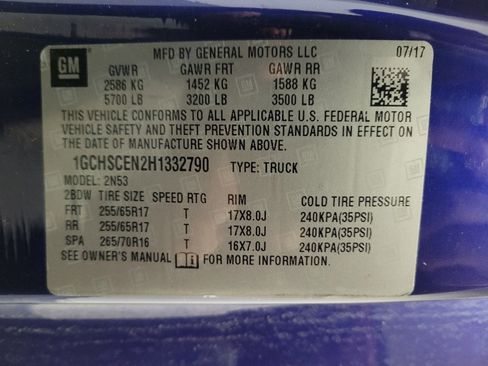 GM
MFD BY GENERAL MOTORS LLC 07/17
GVWR GAWR FRT GAWR RR
2586 KG 1452 KG 1588 KG
5700 LB 3200 LB 3500 LB
THIS VEHICLE CONFORMS TO ALL APPLICABLE U.S. FEDERAL MOTOR
VEHICLE SAFETY AND THEFT PREVENTION STANDARDS IN EFFECT ON
THE DATE OF MANUFACTURE SHOWN ABOVE.
1GCHSCEN2H1332790 TYPE: TRUCK
MODEL: 2N53
2BDW TIRE SIZE SPEED RTG RIM COLD TIRE PRESSURE
FRT 255/65R17 T 17X8.0J 240KPA(35PSI)
RR 255/65R17 T 17X8.0J 240KPA(35PSI)
SPA 265/70R16 T 16X7.0J 240KPA(35PSI)
SEE OWNER'S MANUAL i FOR MORE INFORMATION.